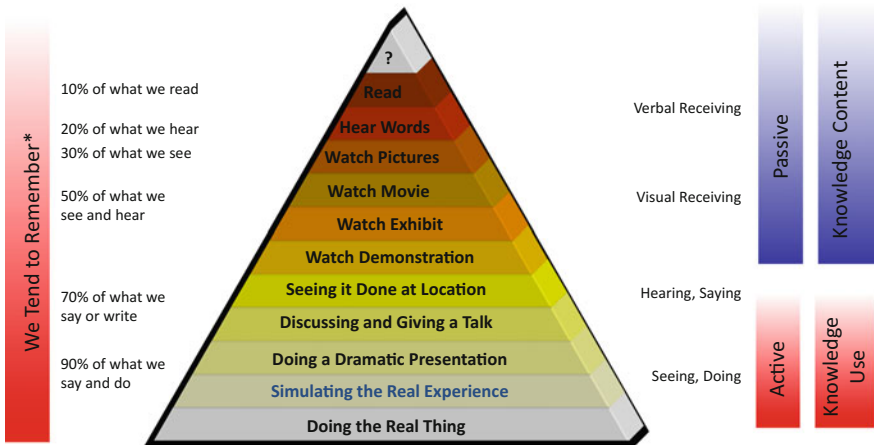 We Tend to Remember*
10% of what we read
20% of what we hear
30% of what we see
50% of what we
see and hear
70% of what we
say or write
90% of what we
say and do
?
Read
Hear Words
Watch Pictures
Watch Movie
Watch Exhibit
Watch Demonstration
Seeing it Done at Location
Discussing and Giving a Talk
Doing a Dramatic Presentation
Simulating the Real Experience
Doing the Real Thing
Verbal Receiving
Visual Receiving
Hearing, Saying
Seeing, Doing
Passive
Knowledge Content
Active
Knowledge
Use